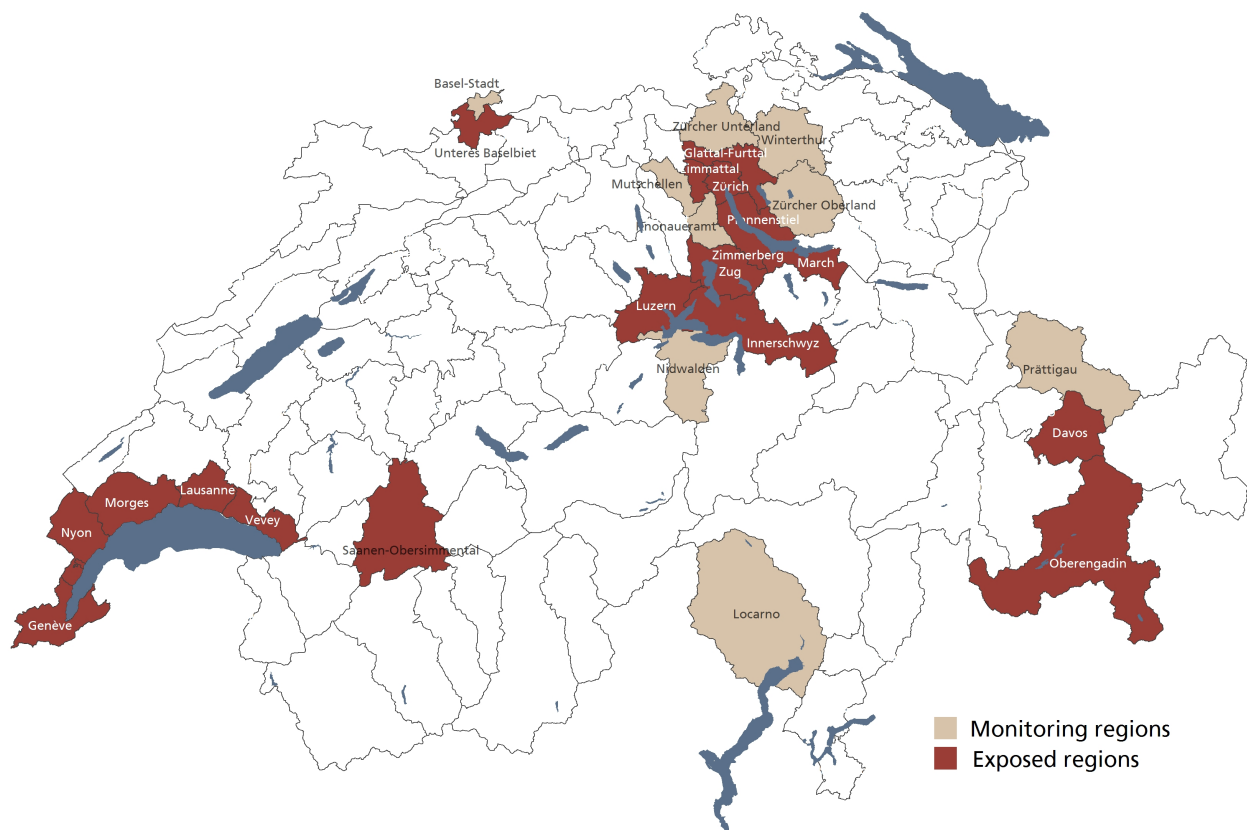 Basel-Stadt
Unteres Baselbiet
Zürcher Unterland
Winterthur
Glattal-Furttal
Limmattal
Mutschellen
Zürich
Zürcher Oberland
Pfannenstiel
Knonaueramt
Zimmerberg
March
Zug
Luzern
Innerschwyz
Nidwalden
Prättigau
Davos
Lausanne
Morges
Vevey
Nyon
Saanen-Obersimmental
Oberengadin
Locarno
Genève
Monitoring regions
Exposed regions